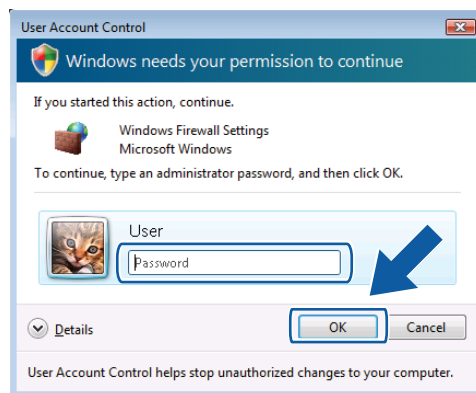 User Account Control
Windows needs your permission to continue
If you started this action, continue.
Windows Firewall Settings
Microsoft Windows
To continue, type an administrator password, and then click OK.
User
Password
Details
OK
Cancel
User Account Control helps stop unauthorized changes to your computer.